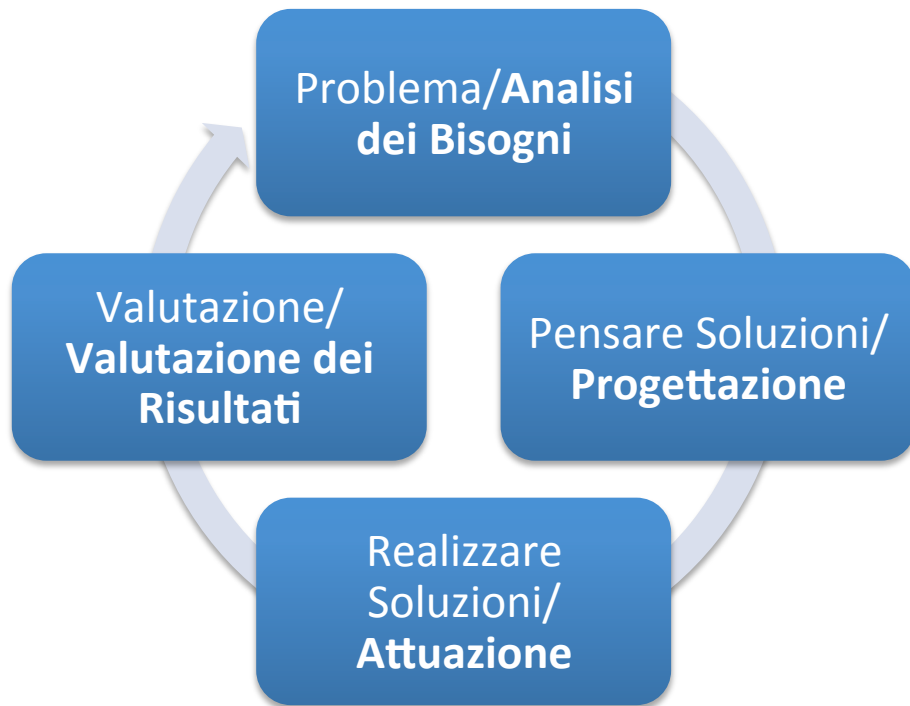 Problema/Analisi
dei Bisogni
Pensare Soluzioni/
Progettazione
Realizzare
Soluzioni/
Attuazione
Valutazione/
Valutazione dei
Risultati